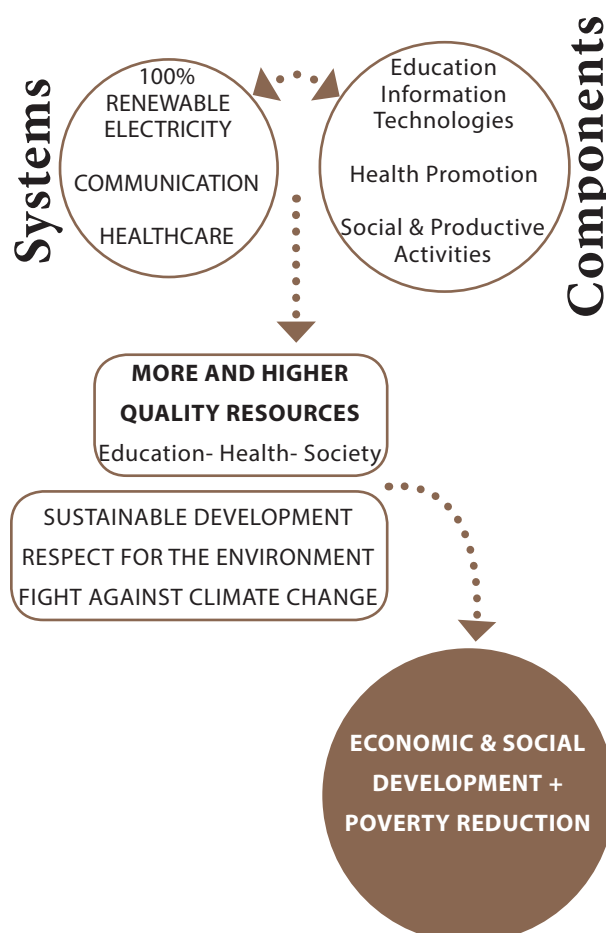 Systems
100%
RENEWABLE
ELECTRICITY
COMMUNICATION
HEALTHCARE
Education
Information
Technologies
Health Promotion
Social & Productive
Activities
Components
MORE AND HIGHER
QUALITY RESOURCES
Education- Health- Society
SUSTAINABLE DEVELOPMENT
RESPECT FOR THE ENVIRONMENT
FIGHT AGAINST CLIMATE CHANGE
ECONOMIC & SOCIAL
DEVELOPMENT +
POVERTY REDUCTION